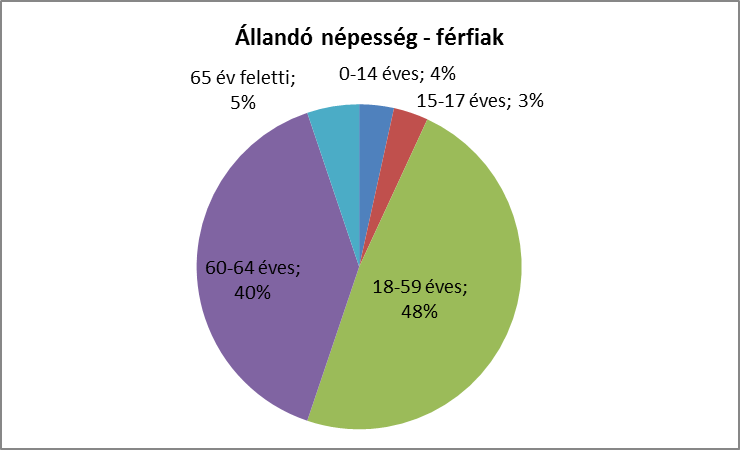 Állandó népesség - férfiak
65 év feletti;
5%
0-14 éves; 4%
15-17 éves; 3%
60-64 éves;
40%
18-59 éves;
48%